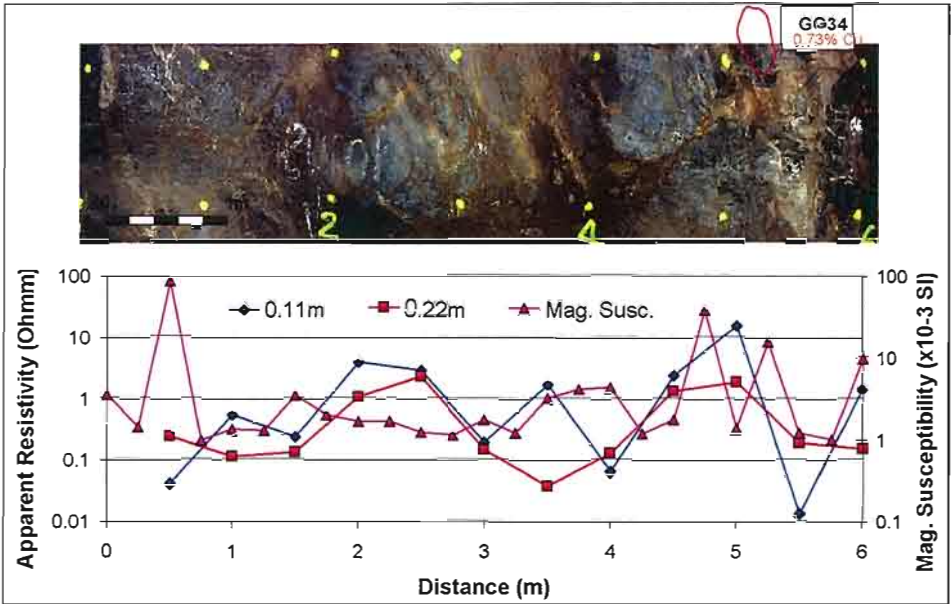 GG34
0.73% Cu
2
4
6
100
10
1
0.1
0.01
Apparent Resistivity (Ohmm)
0.11m
0.22m
Mag. Susc.
100
10
1
0.1
Mag. Susceptibility (x10-3 SI)
0 1 2 3 4 5 6
Distance (m)